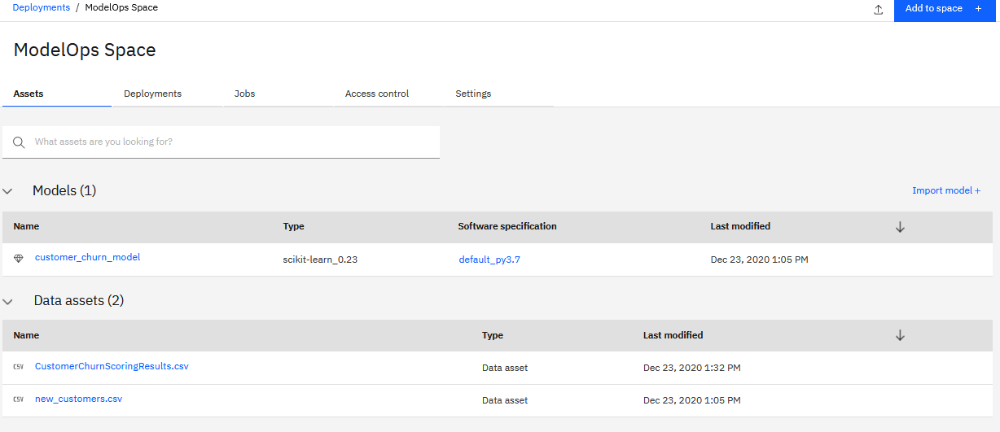 Deployments / ModelOps Space
Add to space +
ModelOps Space
Assets Deployments Jobs Access control Settings
What assets are you looking for?
Models (1)
Import model +
Name Type Software specification Last modified
customer_churn_model scikit-learn_0.23 default_py3.7 Dec 23, 2020 1:05 PM
Data assets (2)
Name Type Last modified
CSV CustomerChurnScoringResults.csv Data asset Dec 23, 2020 1:32 PM
CSV new_customers.csv Data asset Dec 23, 2020 1:05 PM